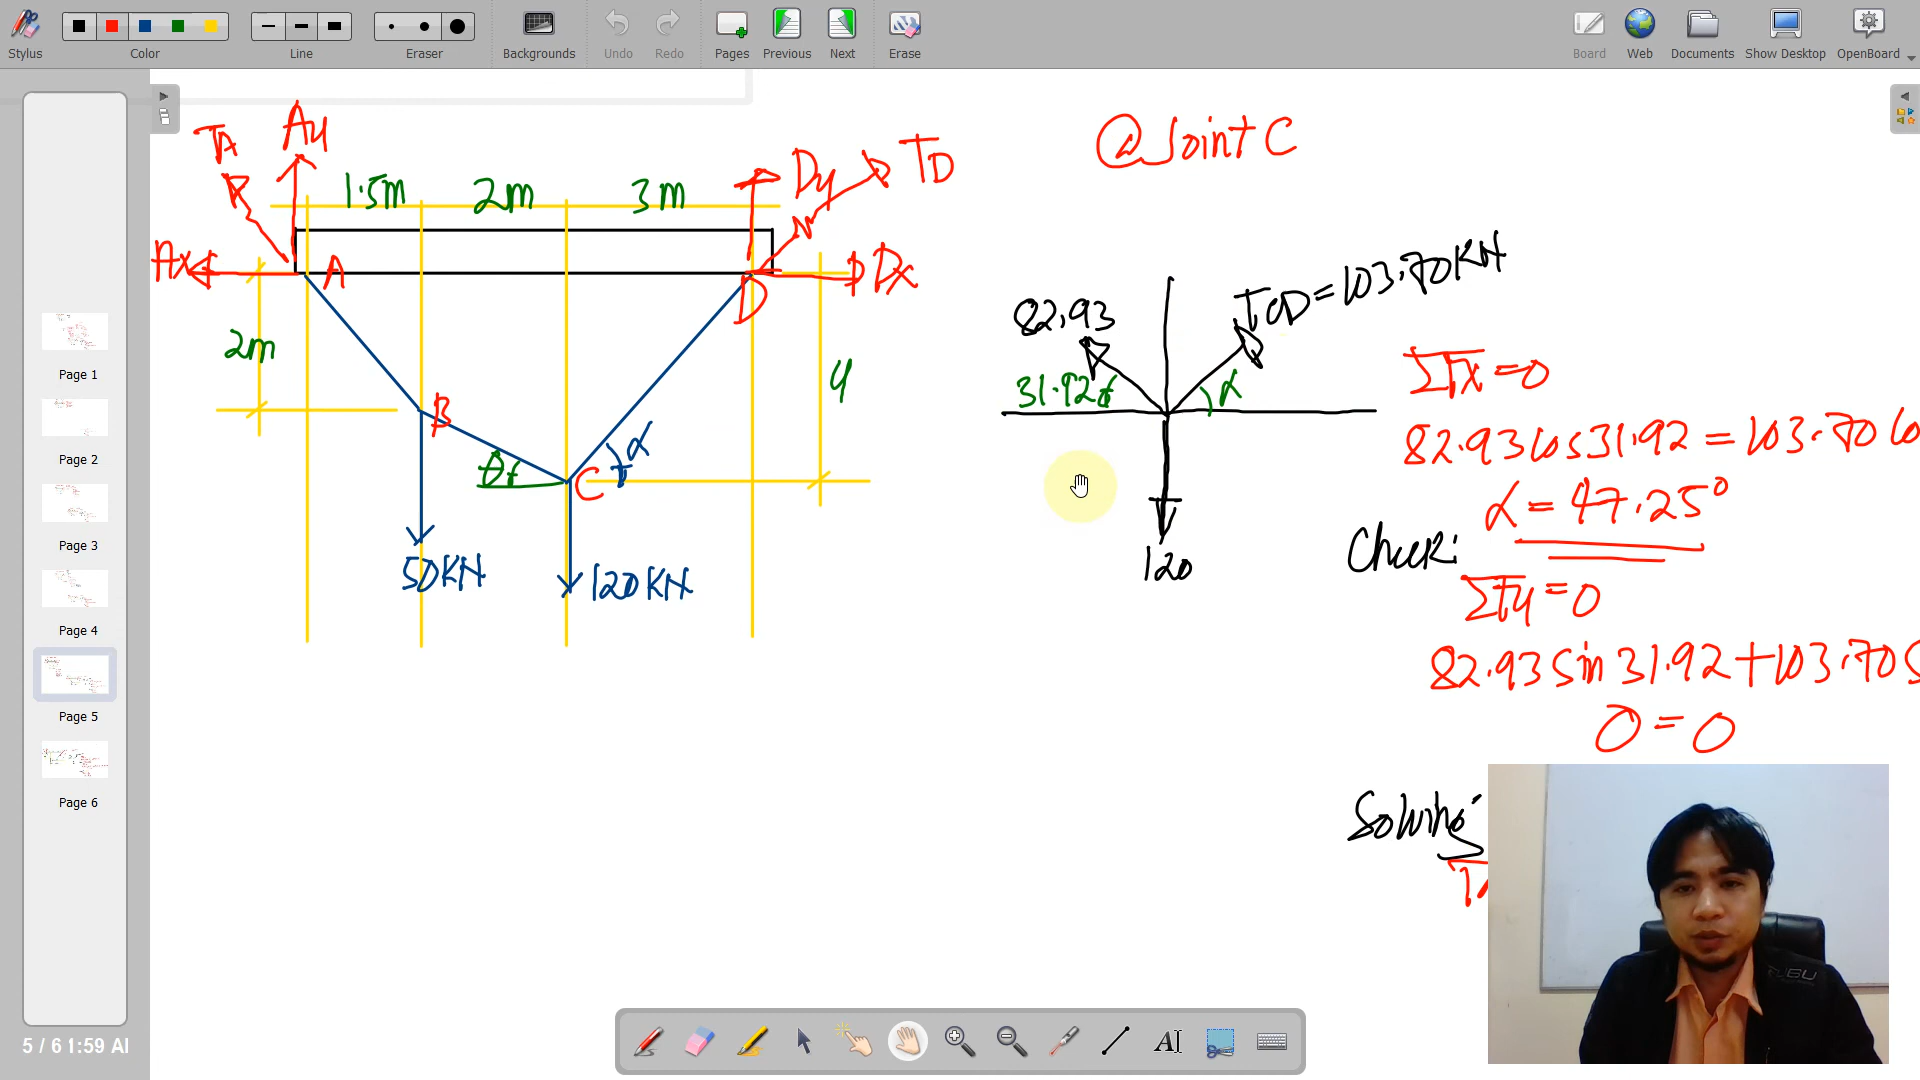 Stylus
Color
Line
Eraser
Backgrounds
Undo
Redo
Pages
Previous
Next
Erase
Board
Web
Documents
Show Desktop
OpenBoard
Page 1
Page 2
Page 3
Page 4
Page 5
Page 6
5 / 6 1:59 AI
TA
Ay
1.5m
2m
3m
Dy
TD
Ax
A
D
Dx
2m
B
θ
C
α
4
50KN
120KN
@Joint C
82.93
TCD = 103.70KN
31.92
α
120
ΣFx = 0
82.93cos31.92 = 103.70 co
α = 47.25°
Check:
ΣFy = 0
82.93 sin 31.92 + 103.70 S
0 = 0
Solving